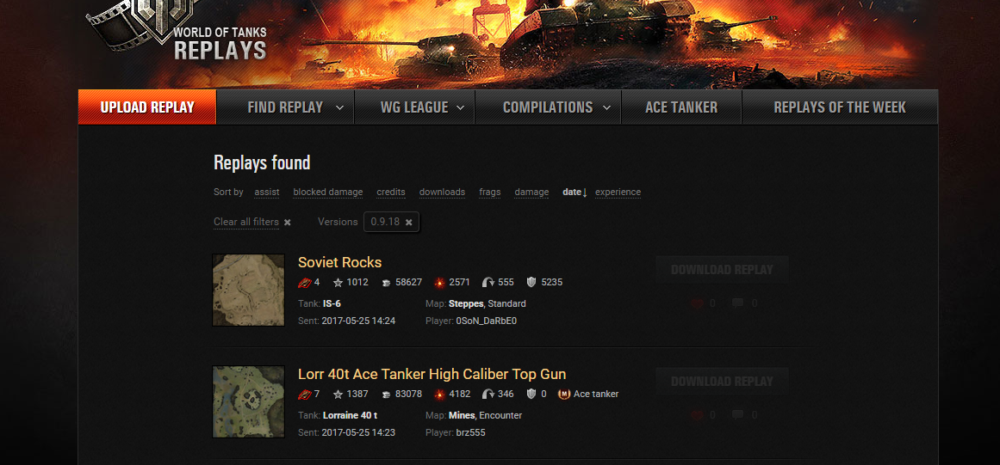 WORLD OF TANKS
REPLAYS
UPLOAD REPLAY FIND REPLAY WG LEAGUE COMPILATIONS ACE TANKER REPLAYS OF THE WEEK
Replays found
Sort by assist blocked damage credits downloads frags damage date↓ experience
Clear all filters × Versions 0.9.18 ×
Soviet Rocks
DOWNLOAD REPLAY
4 1012 58627 2571 555 5235
0 0
Tank: IS-6 Map: Steppes, Standard
Sent: 2017-05-25 14:24 Player: 0SoN_DaRbE0
Lorr 40t Ace Tanker High Caliber Top Gun
DOWNLOAD REPLAY
7 1387 83078 4182 346 0 M Ace tanker
0 0
Tank: Lorraine 40 t Map: Mines, Encounter
Sent: 2017-05-25 14:23 Player: brz555